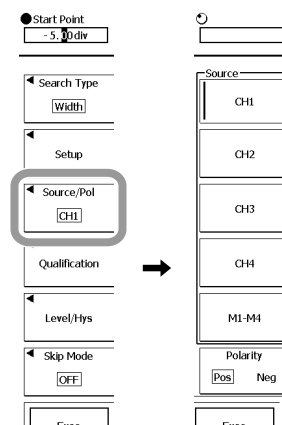 Start Point
-5.00div
Search Type
Width
Setup
Source/Pol
CH1
Qualification
Level/Hys
Skip Mode
OFF
Source
CH1
CH2
CH3
CH4
M1-M4
Polarity
Pos Neg